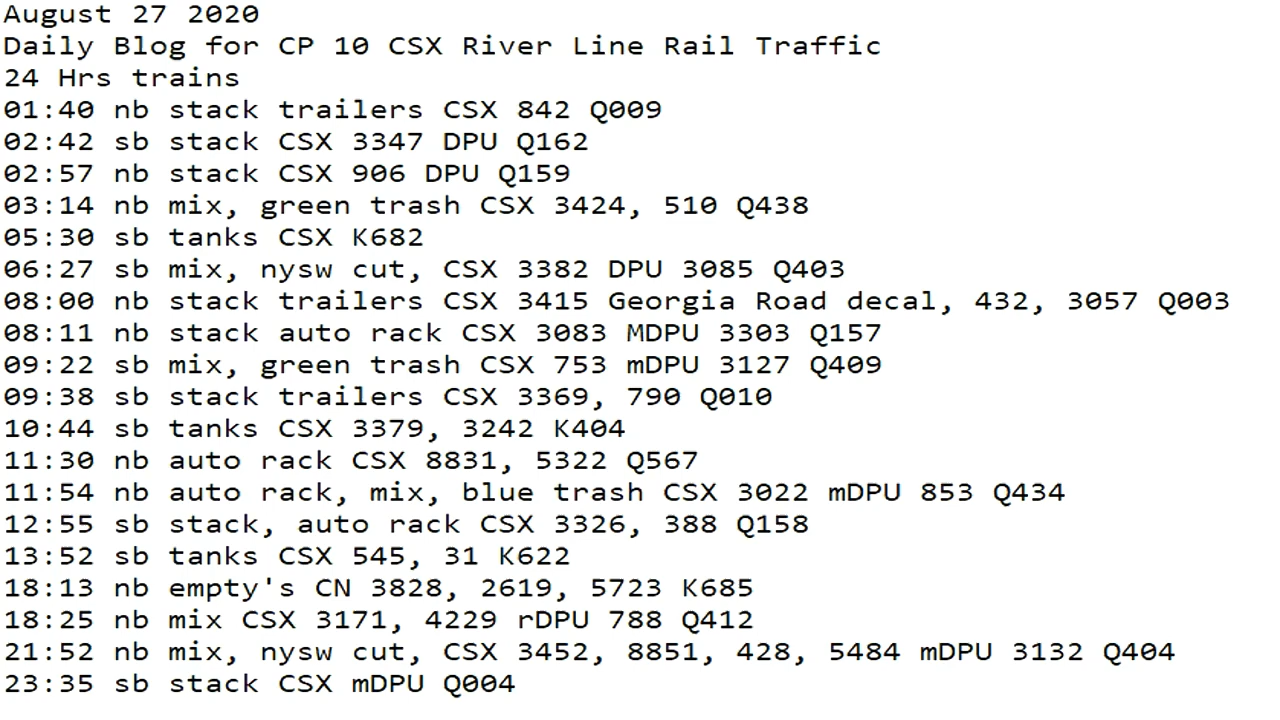 August 27 2020
Daily Blog for CP 10 CSX River Line Rail Traffic
24 Hrs trains
01:40 nb stack trailers CSX 842 Q009
02:42 sb stack CSX 3347 DPU Q162
02:57 nb stack CSX 906 DPU Q159
03:14 nb mix, green trash CSX 3424, 510 Q438
05:30 sb tanks CSX K682
06:27 sb mix, nysw cut, CSX 3382 DPU 3085 Q403
08:00 nb stack trailers CSX 3415 Georgia Road decal, 432, 3057 Q003
08:11 nb stack auto rack CSX 3083 MDPU 3303 Q157
09:22 sb mix, green trash CSX 753 mDPU 3127 Q409
09:38 sb stack trailers CSX 3369, 790 Q010
10:44 sb tanks CSX 3379, 3242 K404
11:30 nb auto rack CSX 8831, 5322 Q567
11:54 nb auto rack, mix, blue trash CSX 3022 mDPU 853 Q434
12:55 sb stack, auto rack CSX 3326, 388 Q158
13:52 sb tanks CSX 545, 31 K622
18:13 nb empty's CN 3828, 2619, 5723 K685
18:25 nb mix CSX 3171, 4229 rDPU 788 Q412
21:52 nb mix, nysw cut, CSX 3452, 8851, 428, 5484 mDPU 3132 Q404
23:35 sb stack CSX mDPU Q004